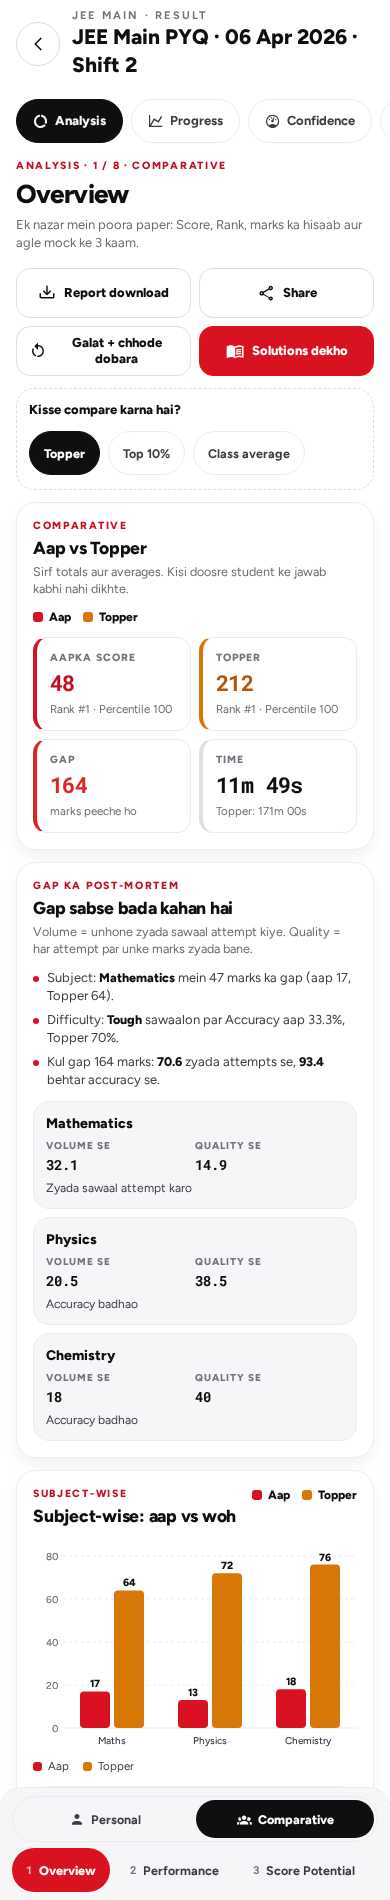 JEE MAIN · RESULT
JEE Main PYQ · 06 Apr 2026 ·
Shift 2
Analysis
Progress
Confidence
ANALYSIS · 1 / 8 · COMPARATIVE
Overview
Ek nazar mein poora paper: Score, Rank, marks ka hisaab aur
agle mock ke 3 kaam.
Report download
Share
Galat + chhode
dobara
Solutions dekho
Kisse compare karna hai?
Topper
Top 10%
Class average
COMPARATIVE
Aap vs Topper
Sirf totals aur averages. Kisi doosre student ke jawab
kabhi nahi dikhte.
Aap Topper
AAPKA SCORE
48
Rank #1 · Percentile 100
TOPPER
212
Rank #1 · Percentile 100
GAP
164
marks peeche ho
TIME
11m 49s
Topper: 171m 00s
GAP KA POST-MORTEM
Gap sabse bada kahan hai
Volume = unhone zyada sawaal attempt kiye. Quality =
har attempt par unke marks zyada bane.
Subject: Mathematics mein 47 marks ka gap (aap 17,
Topper 64).
Difficulty: Tough sawaalon par Accuracy aap 33.3%,
Topper 70%.
Kul gap 164 marks: 70.6 zyada attempts se, 93.4
behtar accuracy se.
Mathematics
VOLUME SE QUALITY SE
32.1 14.9
Zyada sawaal attempt karo
Physics
VOLUME SE QUALITY SE
20.5 38.5
Accuracy badhao
Chemistry
VOLUME SE QUALITY SE
18 40
Accuracy badhao
SUBJECT-WISE
Aap Topper
Subject-wise: aap vs woh
80
60
40
20
0
17
64
13
72
18
76
Maths Physics Chemistry
Aap Topper
Personal
Comparative
1 Overview
2 Performance
3 Score Potential